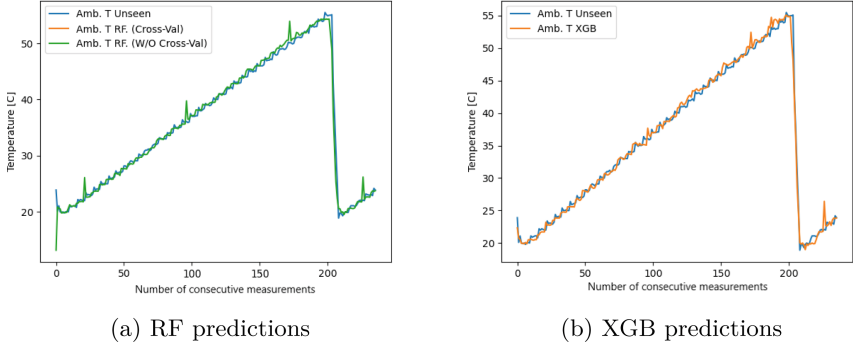 Amb. T Unseen
Amb. T RF. (Cross-Val)
Amb. T RF. (W/O Cross-Val)
Temperature [C]
50
40
30
20
0
50
100
150
200
Number of consecutive measurements
(a) RF predictions
Amb. T Unseen
Amb. T XGB
Temperature [C]
55
50
45
40
35
30
25
20
0
50
100
150
200
Number of consecutive measurements
(b) XGB predictions